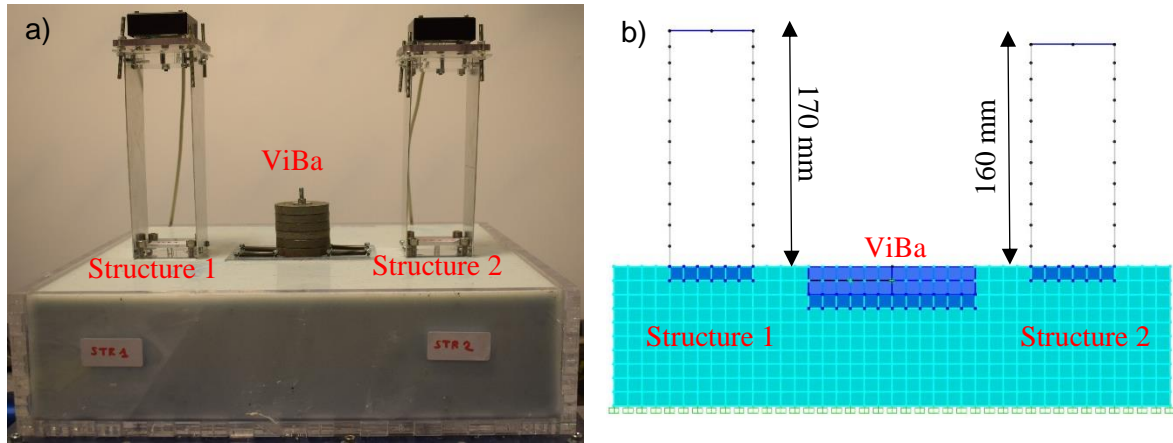 a)
ViBa
Structure 1
Structure 2
STR 1
STR 2
b)
170 mm
160 mm
ViBa
Structure 1
Structure 2